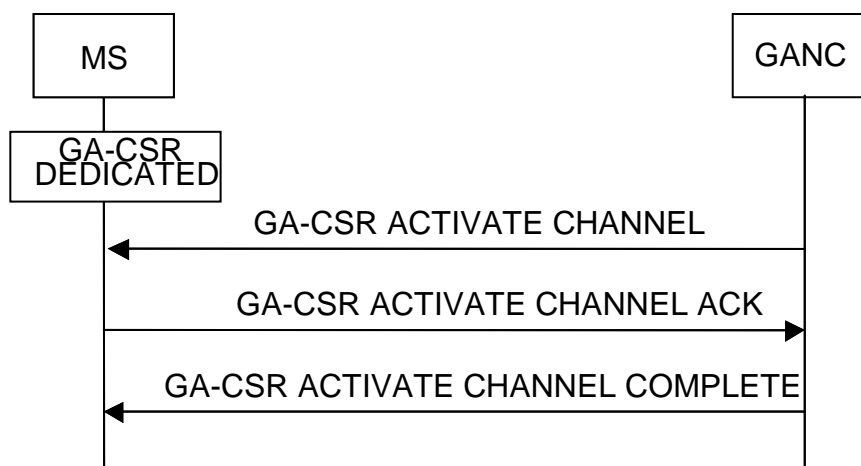 MS
GANC
GA-CSR
DEDICATED
GA-CSR ACTIVATE CHANNEL
GA-CSR ACTIVATE CHANNEL ACK
GA-CSR ACTIVATE CHANNEL COMPLETE